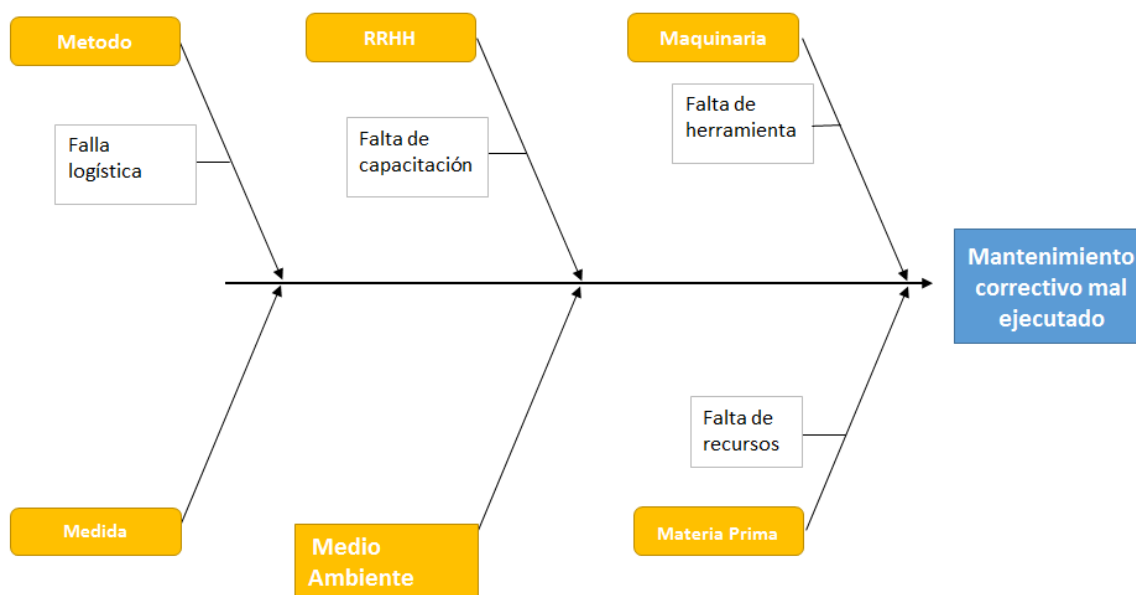 Metodo
RRHH
Maquinaria
Falla
logística
Falta de
capacitación
Falta de
herramienta
Mantenimiento
correctivo mal
ejecutado
Falta de
recursos
Medida
Medio
Ambiente
Materia Prima